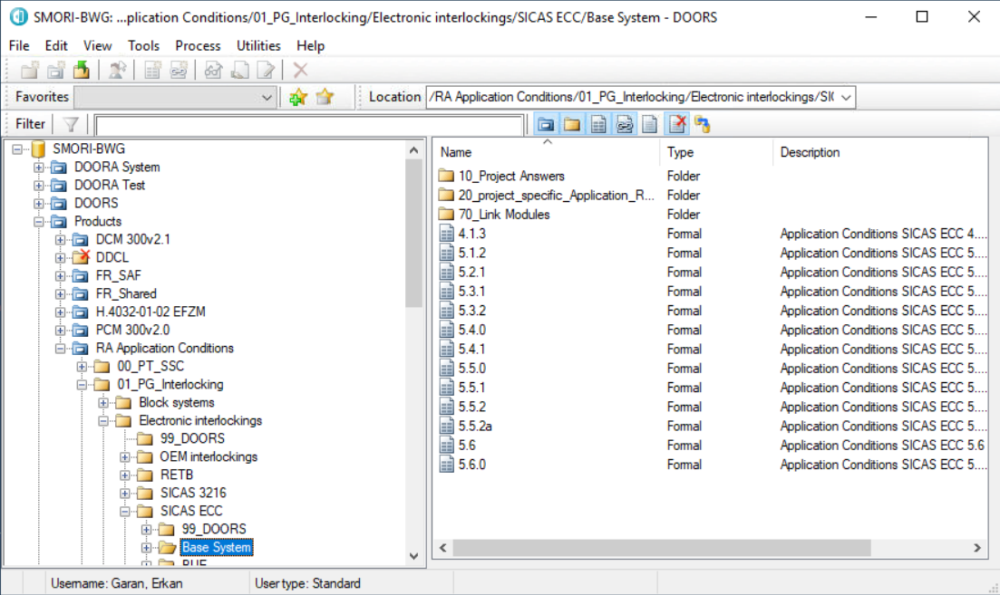 SMORI-BWG: ...plication Conditions/01_PG_Interlocking/Electronic interlockings/SICAS ECC/Base System - DOORS
File Edit View Tools Process Utilities Help
Favorites Location /RA Application Conditions/01_PG_Interlocking/Electronic interlockings/SI
Filter
SMORI-BWG
DOORA System
DOORA Test
DOORS
Products
DCM 300v2.1
DDCL
FR_SAF
FR_Shared
H.4032-01-02 EFZM
PCM 300v2.0
RA Application Conditions
00_PT_SSC
01_PG_Interlocking
Block systems
Electronic interlockings
99_DOORS
OEM interlockings
RETB
SICAS 3216
SICAS ECC
99_DOORS
Base System
Name Type Description
10_Project Answers Folder
20_project_specific_Application_R... Folder
70_Link Modules Folder
4.1.3 Formal Application Conditions SICAS ECC 4....
5.1.2 Formal Application Conditions SICAS ECC 5....
5.2.1 Formal Application Conditions SICAS ECC 5....
5.3.1 Formal Application Conditions SICAS ECC 5....
5.3.2 Formal Application Conditions SICAS ECC 5....
5.4.0 Formal Application Conditions SICAS ECC 5....
5.4.1 Formal Application Conditions SICAS ECC 5....
5.5.0 Formal Application Conditions SICAS ECC 5....
5.5.1 Formal Application Conditions SICAS ECC 5....
5.5.2 Formal Application Conditions SICAS ECC 5....
5.5.2a Formal Application Conditions SICAS ECC 5....
5.6 Formal Application Conditions SICAS ECC 5.6
5.6.0 Formal Application Conditions SICAS ECC 5....
Username: Garan, Erkan User type: Standard